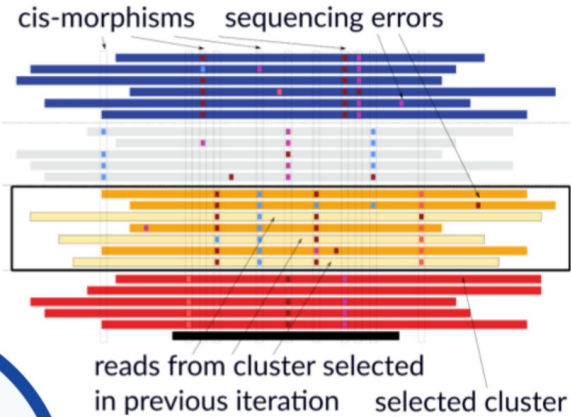 cis-morphisms sequencing errors
reads from cluster selected
in previous iteration selected cluster